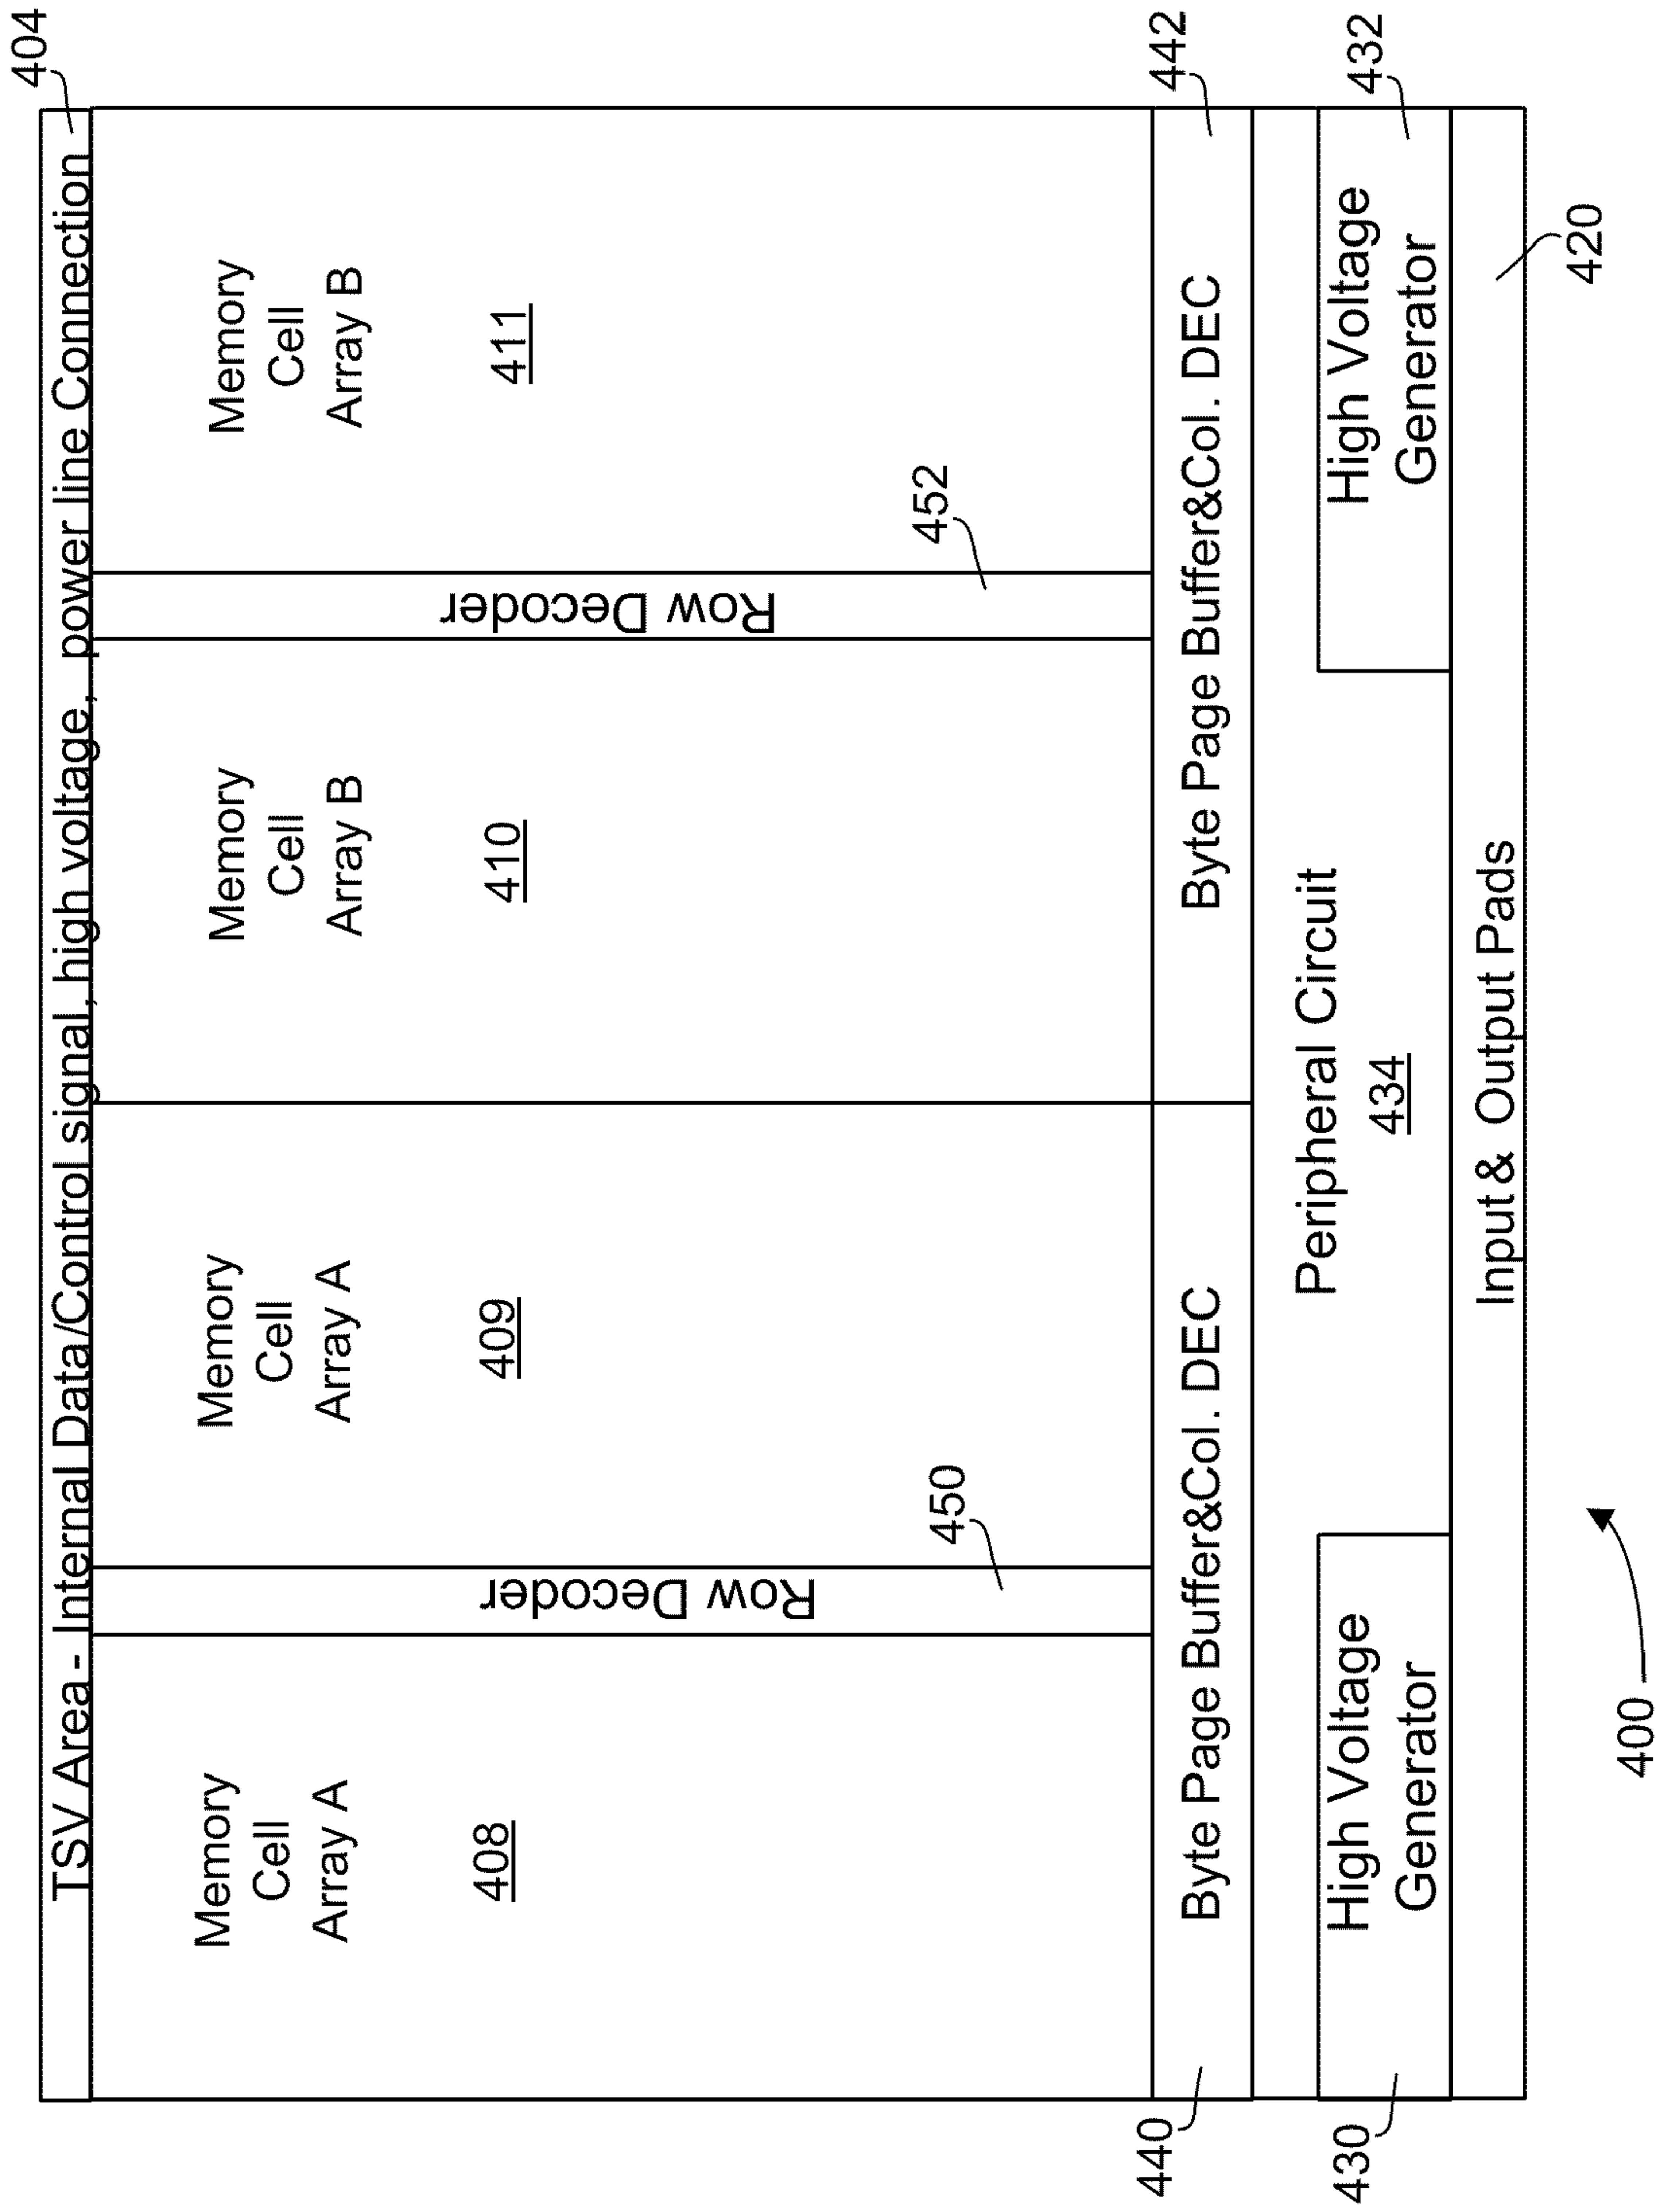 404
TSV Area - Internal Data/Control signal, high voltage, power line Connection
Memory
Cell
Array A
408
Row Decoder
450
Memory
Cell
Array A
409
Memory
Cell
Array B
410
Row Decoder
452
Memory
Cell
Array B
411
440
Byte Page Buffer&Col. DEC
Byte Page Buffer&Col. DEC
442
430
High Voltage
Generator
Peripheral Circuit
434
High Voltage
Generator
432
Input & Output Pads
420
400